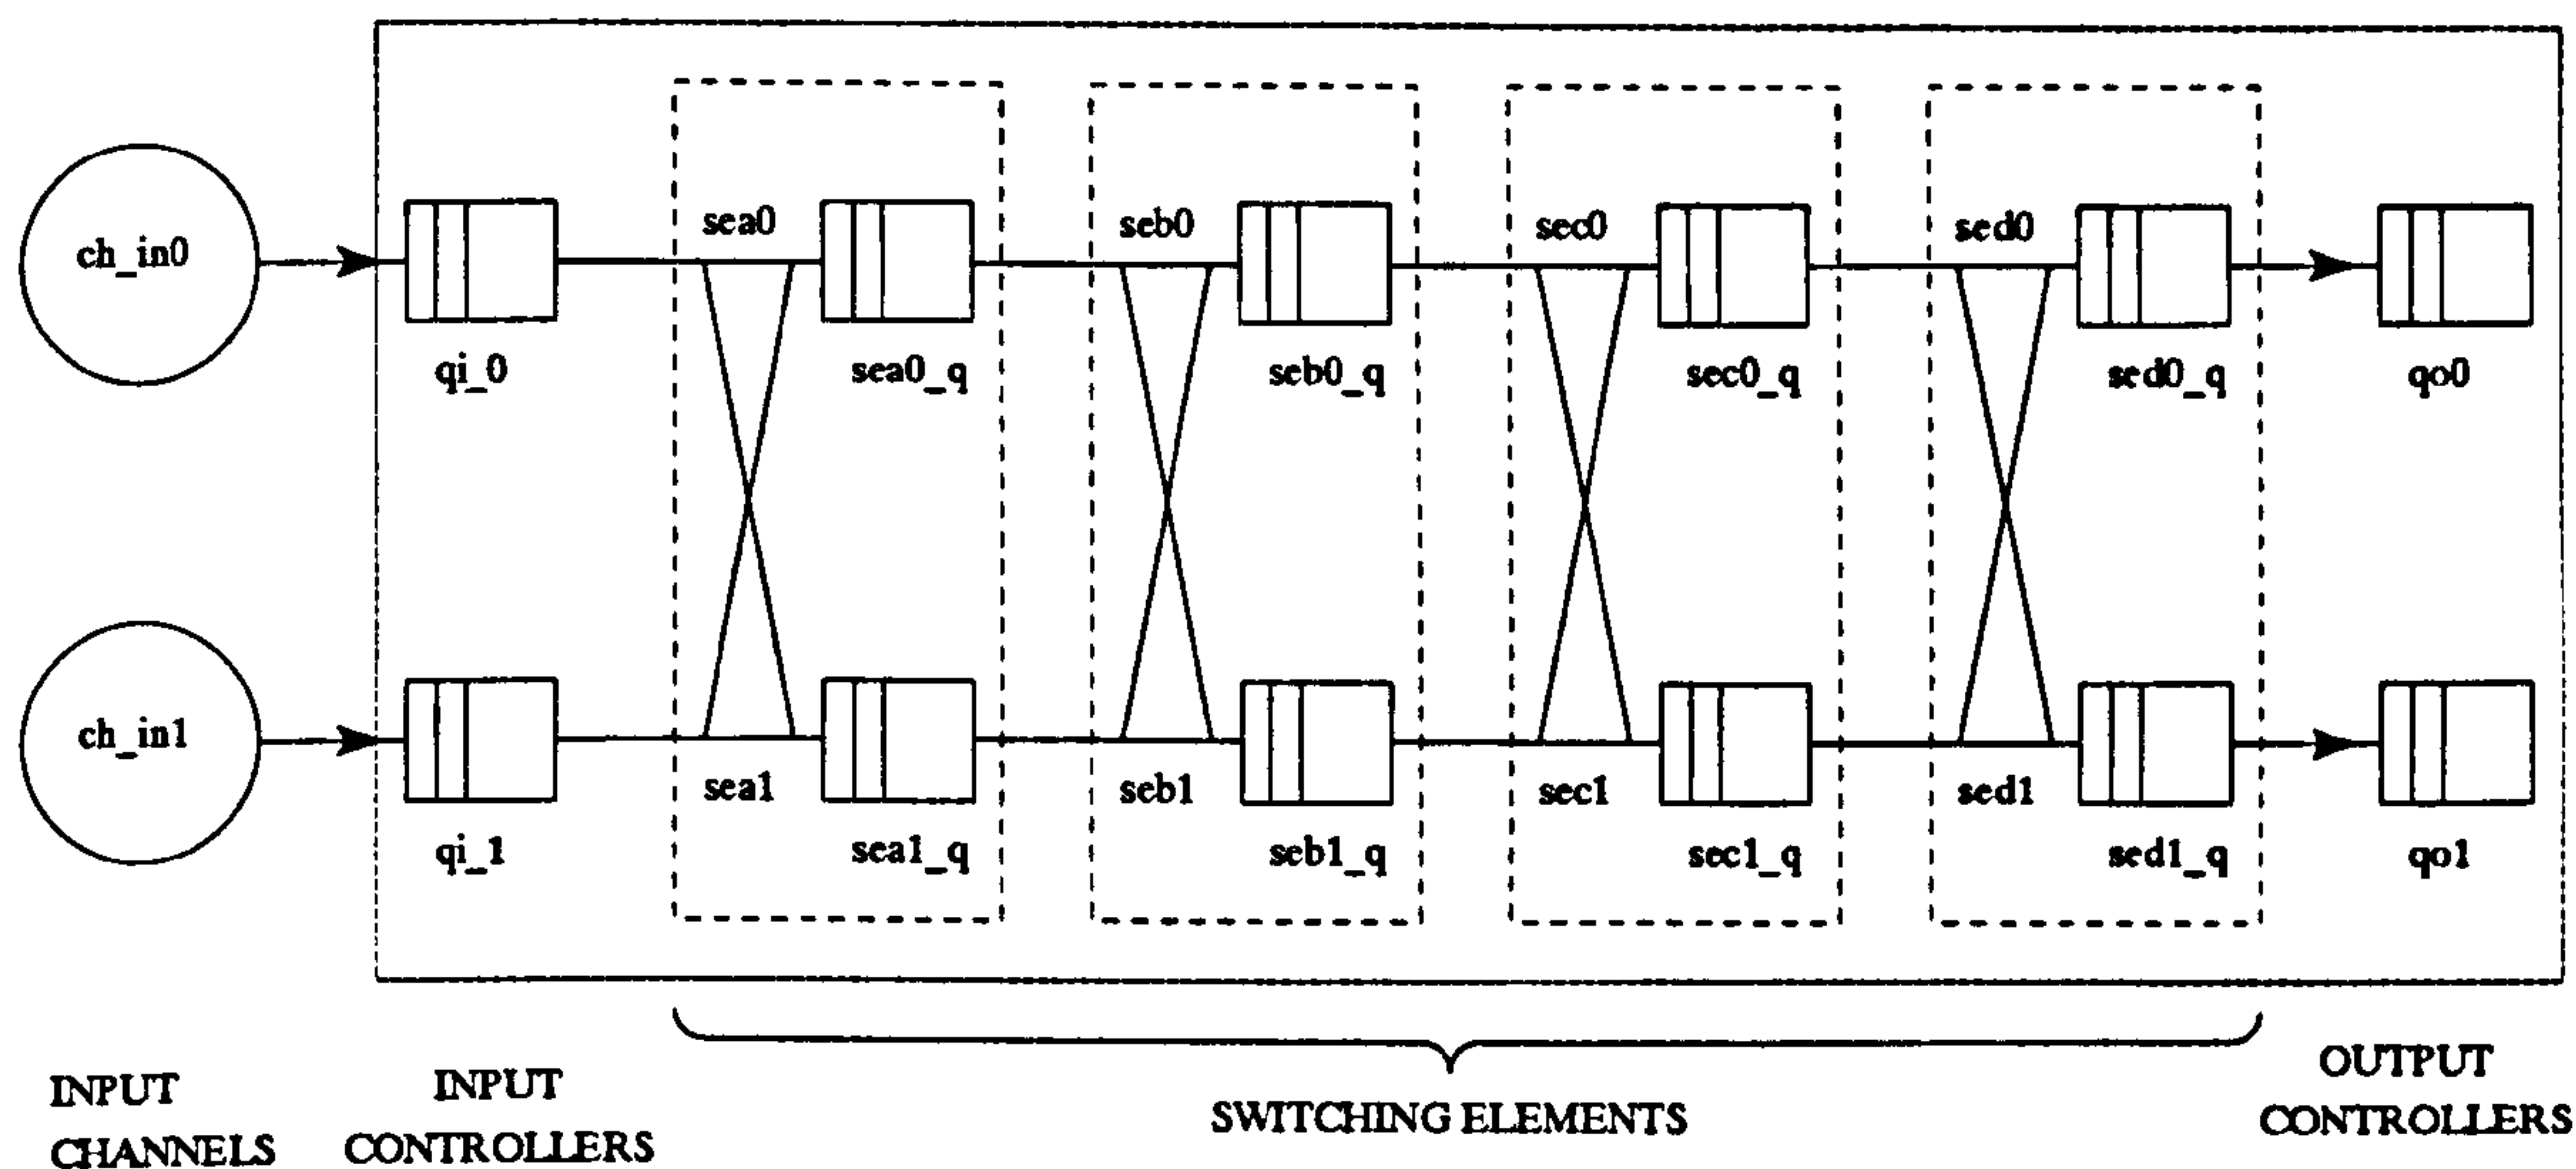 sea0
seb0
sec0
sed0
ch_in0
qi_0
sea0_q
seb0_q
sec0_q
sed0_q
qo0
ch_in1
sea1
seb1
sec1
sed1
qi_1
sea1_q
seb1_q
sec1_q
sed1_q
qo1
INPUT
CHANNELS
INPUT
CONTROLLERS
SWITCHING ELEMENTS
OUTPUT
CONTROLLERS